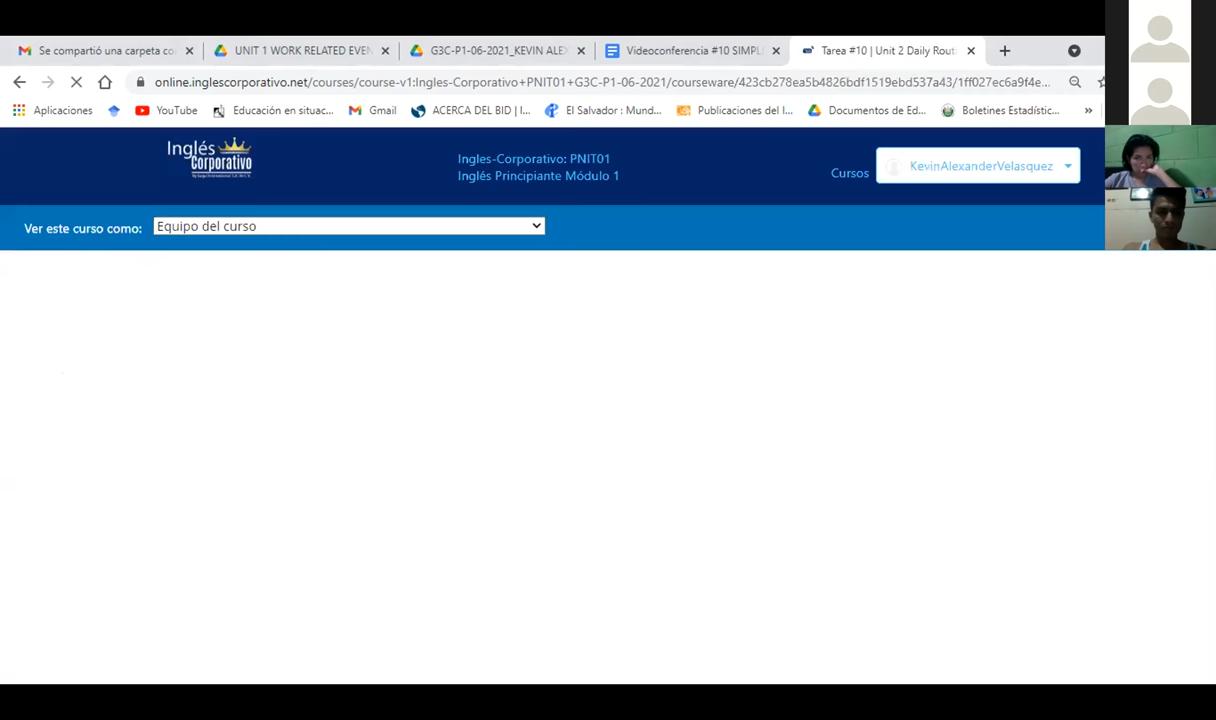 Se compartió una carpeta co
UNIT 1 WORK RELATED EVEN
G3C-P1-06-2021_KEVIN ALEX
Videoconferencia #10 SIMPLE
Tarea #10 | Unit 2 Daily Rout
online.inglescorporativo.net/courses/course-v1:Ingles-Corporativo+PNIT01+G3C-P1-06-2021/courseware/423cb278ea5b4826bdf1519ebd537a43/1ff027ec6a9f4e...
Aplicaciones
YouTube
Educación en situac...
Gmail
ACERCA DEL BID | I...
El Salvador : Mund...
Publicaciones del I...
Documentos de Ed...
Boletines Estadístic...
»
Inglés
Corporativo
Ingles-Corporativo: PNIT01
Inglés Principiante Módulo 1
Cursos
KevinAlexanderVelasquez
Ver este curso como:
Equipo del curso